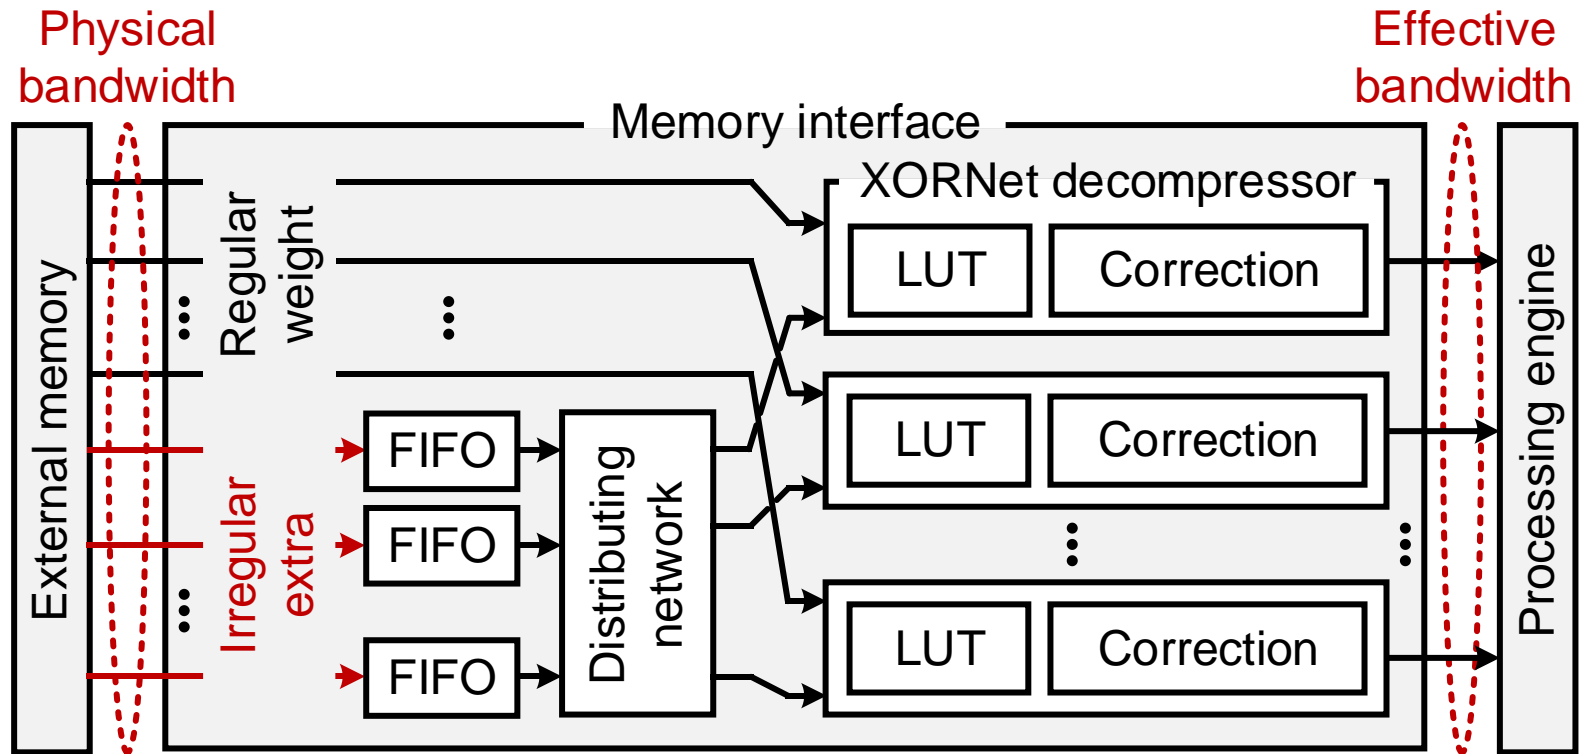 Physical
bandwidth
Effective
bandwidth
Memory interface
External memory
Regular
weight
Irregular
extra
FIFO
FIFO
FIFO
Distributing
network
XORNet decompressor
LUT
Correction
LUT
Correction
LUT
Correction
Processing engine